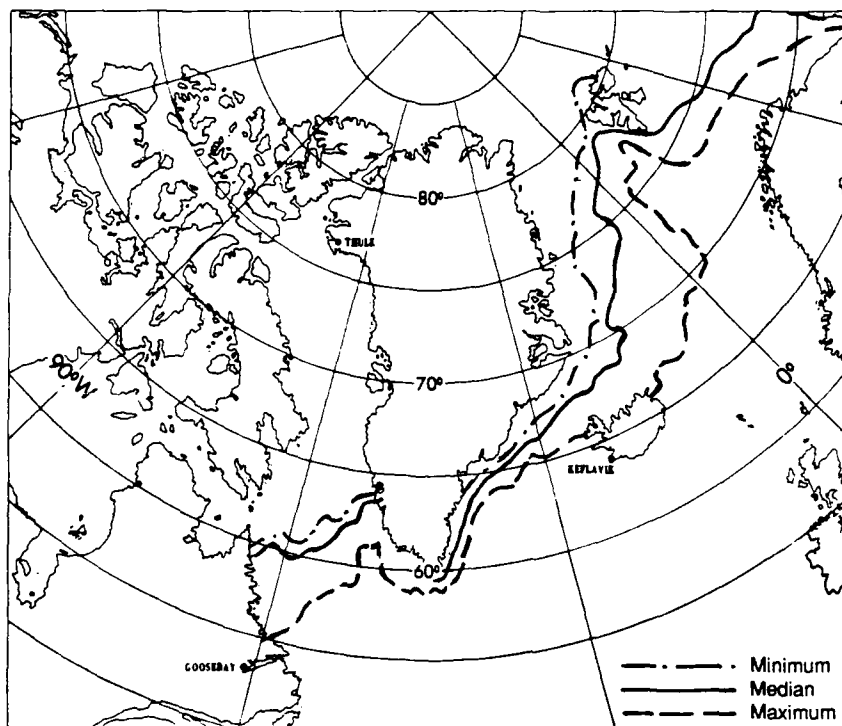 80°
THULE
70°
90°W
0°
KEFLAVIK
60°
GOOSEBAY
Minimum
Median
Maximum